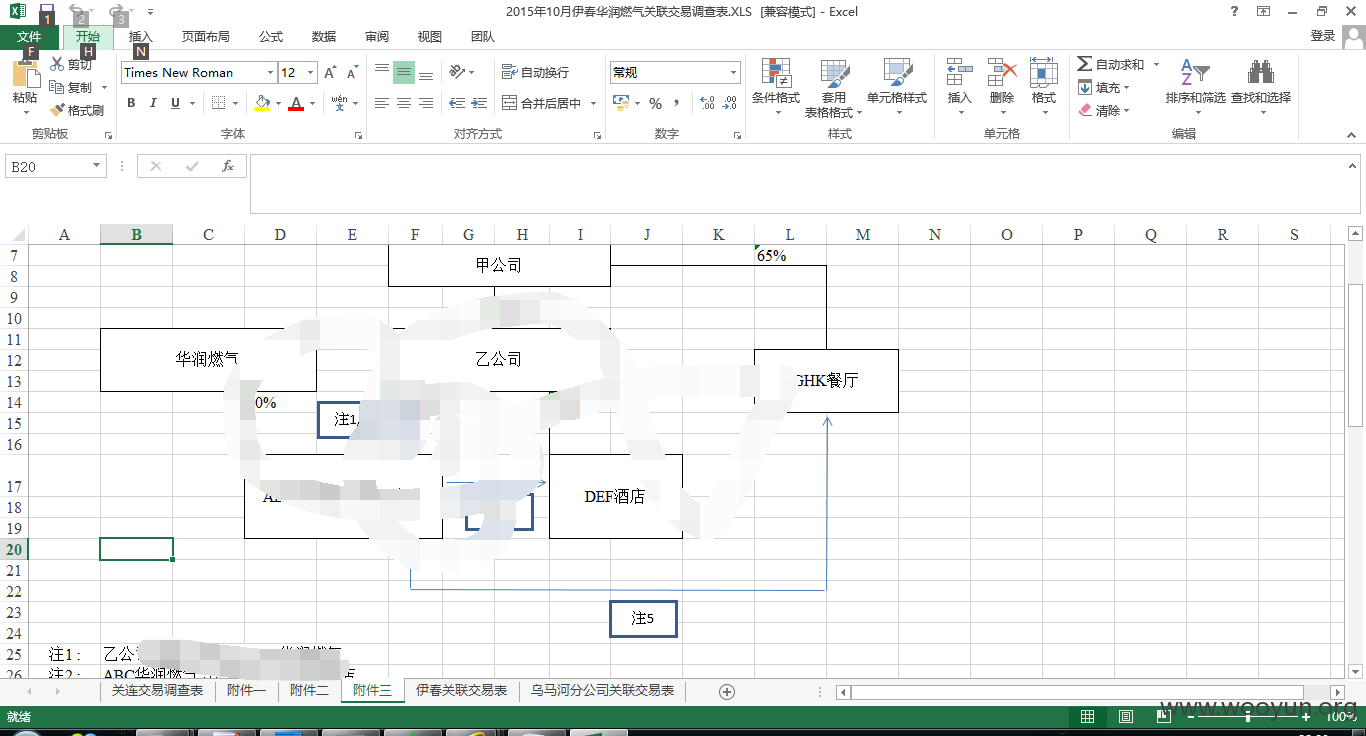 2015年10月伊春华润燃气关联交易调查表.XLS [兼容模式] - Excel
1 2 3
文件 开始 插入 页面布局 公式 数据 审阅 视图 团队 登录
F H N
粘贴 剪切 复制 格式刷
Times New Roman 12
B I U wén
自动换行
合并后居中
常规
条件格式 套用表格格式 单元格样式
插入 删除 格式
自动求和 填充 清除
排序和筛选 查找和选择
剪贴板 字体 对齐方式 数字 样式 单元格 编辑
B20 fx
A B C D E F G H I J K L M N O P Q R S
7 65%
甲公司
8
9
10
11
12 华润燃气 乙公司
13 GHK餐厅
14 0%
15 注1
16
17 DEF酒店
18
19
20
21
22
23 注5
24
25 注1： 乙公
26 注2： ABC华润燃气
关连交易调查表 附件一 附件二 附件三 伊春关联交易表 乌马河分公司关联交易表
就绪 100%
www.wooyun.org